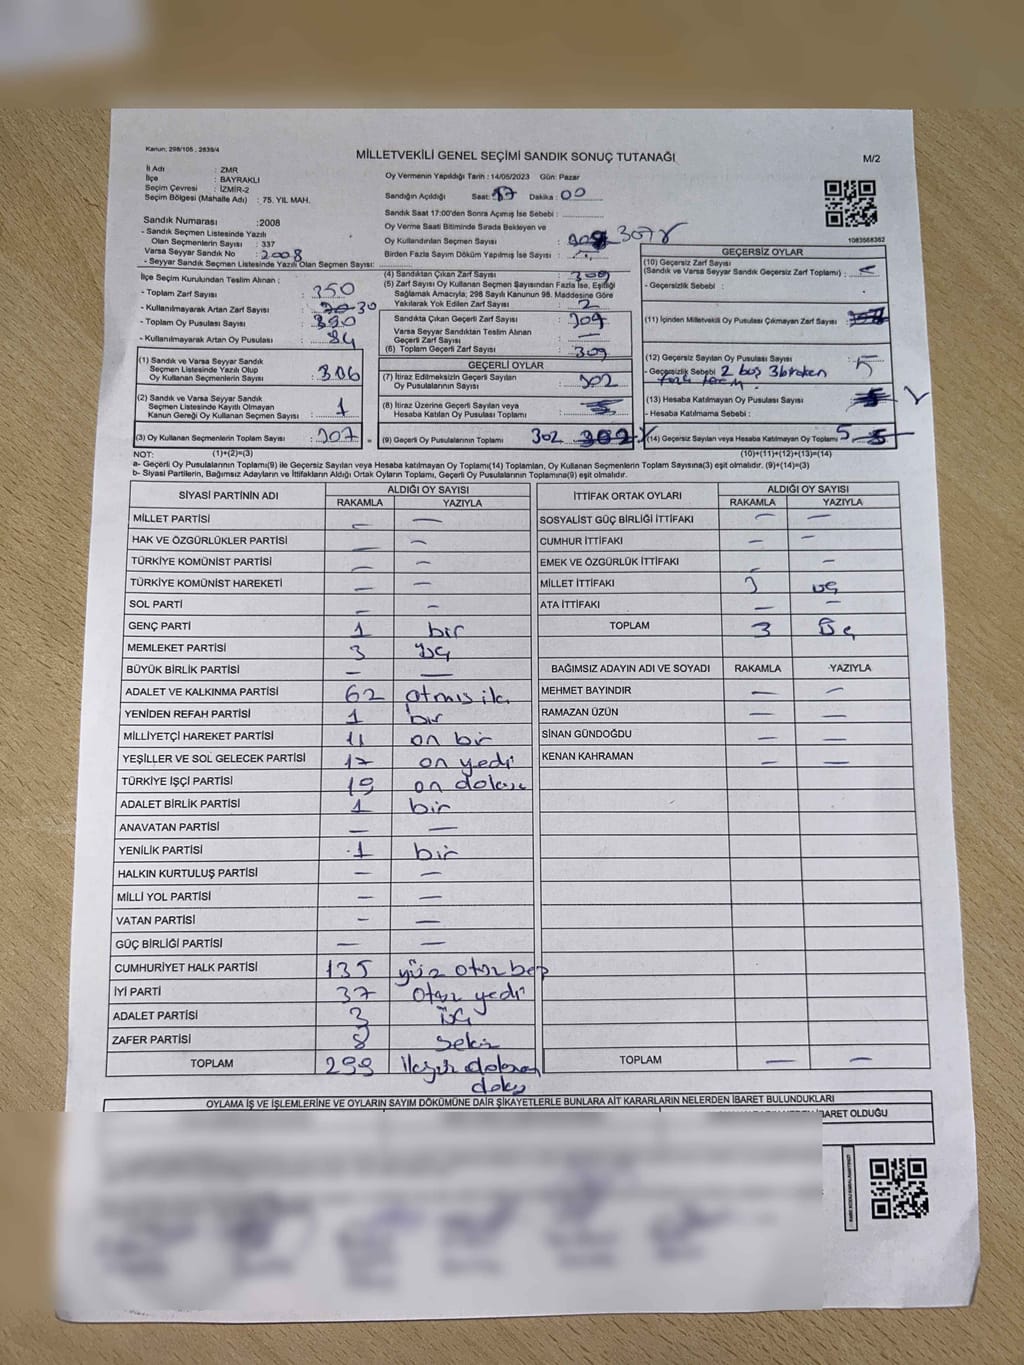 Kanun: 298/105 ; 2839/4
MİLLETVEKİLİ GENEL SEÇİMİ SANDIK SONUÇ TUTANAĞI
M/2
İl Adı : ZMR
İlçe : BAYRAKLI
Seçim Çevresi : İZMİR-2
Seçim Bölgesi (Mahalle Adı) : 75. YIL MAH.
Oy Vermenin Yapıldığı Tarih : 14/05/2023 Gün: Pazar
Sandığın Açıldığı Saat: 17 Dakika : 00
Sandık Saat 17:00'den Sonra Açımış İse Sebebi :
Oy Verme Saati Bitiminde Sırada Bekleyen ve
Oy Kullandırılan Seçmen Sayısı : 307
Birden Fazla Sayım Döküm Yapılmış İse Sayısı :
1083568362
Sandık Numarası :2008
- Sandık Seçmen Listesinde Yazılı
Olan Seçmenlerin Sayısı : 337
Varsa Seyyar Sandık No : 2008
- Seyyar Sandık Seçmen Listesinde Yazılı Olan Seçmen Sayısı:
İlçe Seçim Kurulundan Teslim Alınan :
- Toplam Zarf Sayısı : 350
- Kullanılmayarak Artan Zarf Sayısı : 30
- Toplam Oy Pusulası Sayısı : 390
- Kullanılmayarak Artan Oy Pusulası : 84
(1) Sandık ve Varsa Seyyar Sandık
Seçmen Listesinde Yazılı Olup
Oy Kullanan Seçmenlerin Sayısı : 306
(2) Sandık ve Varsa Seyyar Sandık
Seçmen Listesinde Kayıtlı Olmayan
Kanun Gereği Oy Kullanan Seçmen Sayısı : 1
(3) Oy Kullanan Seçmenlerin Toplam Sayısı : 307 =
(4) Sandıktan Çıkan Zarf Sayısı : 309
(5) Zarf Sayısı Oy Kullanan Seçmen Sayısından Fazla İse, Eşitliği
Sağlamak Amacıyla; 298 Sayılı Kanunun 98. Maddesine Göre
Yakılarak Yok Edilen Zarf Sayısı : 2
Sandıkta Çıkan Geçerli Zarf Sayısı : 309
Varsa Seyyar Sandıktan Teslim Alınan
Geçerli Zarf Sayısı : —
(6) Toplam Geçerli Zarf Sayısı : 309
GEÇERLİ OYLAR
(7) İtiraz Edilmeksizin Geçerli Sayılan
Oy Pusulalarının Sayısı : 302
(8) İtiraz Üzerine Geçerli Sayılan veya
Hesaba Katılan Oy Pusulası Toplamı :
(9) Geçerli Oy Pusulalarının Toplamı 302
GEÇERSİZ OYLAR
(10) Geçersiz Zarf Sayısı
(Sandık ve Varsa Seyyar Sandık Geçersiz Zarf Toplamı) :
- Geçersizlik Sebebi :
(11) İçinden Milletvekili Oy Pusulası Çıkmayan Zarf Sayısı :
(12) Geçersiz Sayılan Oy Pusulası Sayısı : 5
- Geçersizlik Sebebi 2 boş 3birden
(13) Hesaba Katılmayan Oy Pusulası Sayısı :
- Hesaba Katılmama Sebebi :
(14) Geçersiz Sayılan veya Hesaba Katılmayan Oy Toplamı 5
NOT: (1)+(2)=(3)
(10)+(11)+(12)+(13)=(14)
a- Geçerli Oy Pusulalarının Toplamı(9) ile Geçersiz Sayılan veya Hesaba katılmayan Oy Toplamı(14) Toplamları, Oy Kullanan Seçmenlerin Toplam Sayısına(3) eşit olmalıdır. (9)+(14)=(3)
b- Siyasi Partilerin, Bağımsız Adayların ve İttifakların Aldığı Ortak Oyların Toplamı, Geçerli Oy Pusulalarının Toplamına(9) eşit olmalıdır.
SİYASİ PARTİNİN ADI ALDIĞI OY SAYISI
RAKAMLA YAZIYLA
MİLLET PARTİSİ — —
HAK VE ÖZGÜRLÜKLER PARTİSİ — —
TÜRKİYE KOMÜNİST PARTİSİ — —
TÜRKİYE KOMÜNİST HAREKETİ — —
SOL PARTİ — —
GENÇ PARTİ 1 bir
MEMLEKET PARTİSİ 3 üç
BÜYÜK BİRLİK PARTİSİ — —
ADALET VE KALKINMA PARTİSİ 62 atmış iki
YENİDEN REFAH PARTİSİ 1 bir
MİLLİYETÇİ HAREKET PARTİSİ 11 on bir
YEŞİLLER VE SOL GELECEK PARTİSİ 17 on yedi
TÜRKİYE İŞÇİ PARTİSİ 19 on dokuz
ADALET BİRLİK PARTİSİ 1 bir
ANAVATAN PARTİSİ — —
YENİLİK PARTİSİ 1 bir
HALKIN KURTULUŞ PARTİSİ — —
MİLLİ YOL PARTİSİ — —
VATAN PARTİSİ - —
GÜÇ BİRLİĞİ PARTİSİ — —
CUMHURİYET HALK PARTİSİ 135 yüz otuz beş
İYİ PARTİ 37 otuz yedi
ADALET PARTİSİ 3 üç
ZAFER PARTİSİ 8 sekiz
TOPLAM 299 ikiyüz doksan
dokuz
İTTİFAK ORTAK OYLARI ALDIĞI OY SAYISI
RAKAMLA YAZIYLA
SOSYALİST GÜÇ BİRLİĞİ İTTİFAKI — —
CUMHUR İTTİFAKI — —
EMEK VE ÖZGÜRLÜK İTTİFAKI — —
MİLLET İTTİFAKI 3 üç
ATA İTTİFAKI — —
TOPLAM 3 üç
BAĞIMSIZ ADAYIN ADI VE SOYADI RAKAMLA YAZIYLA
MEHMET BAYINDIR — —
RAMAZAN ÜZÜN — —
SİNAN GÜNDOĞDU — —
KENAN KAHRAMAN — —
TOPLAM — —
OYLAMA İŞ VE İŞLEMLERİNE VE OYLARIN SAYIM DÖKÜMÜNE DAİR ŞİKAYETLERLE BUNLARA AİT KARARLARIN NELERDEN İBARET BULUNDUKLARI
İBARET OLDUĞU